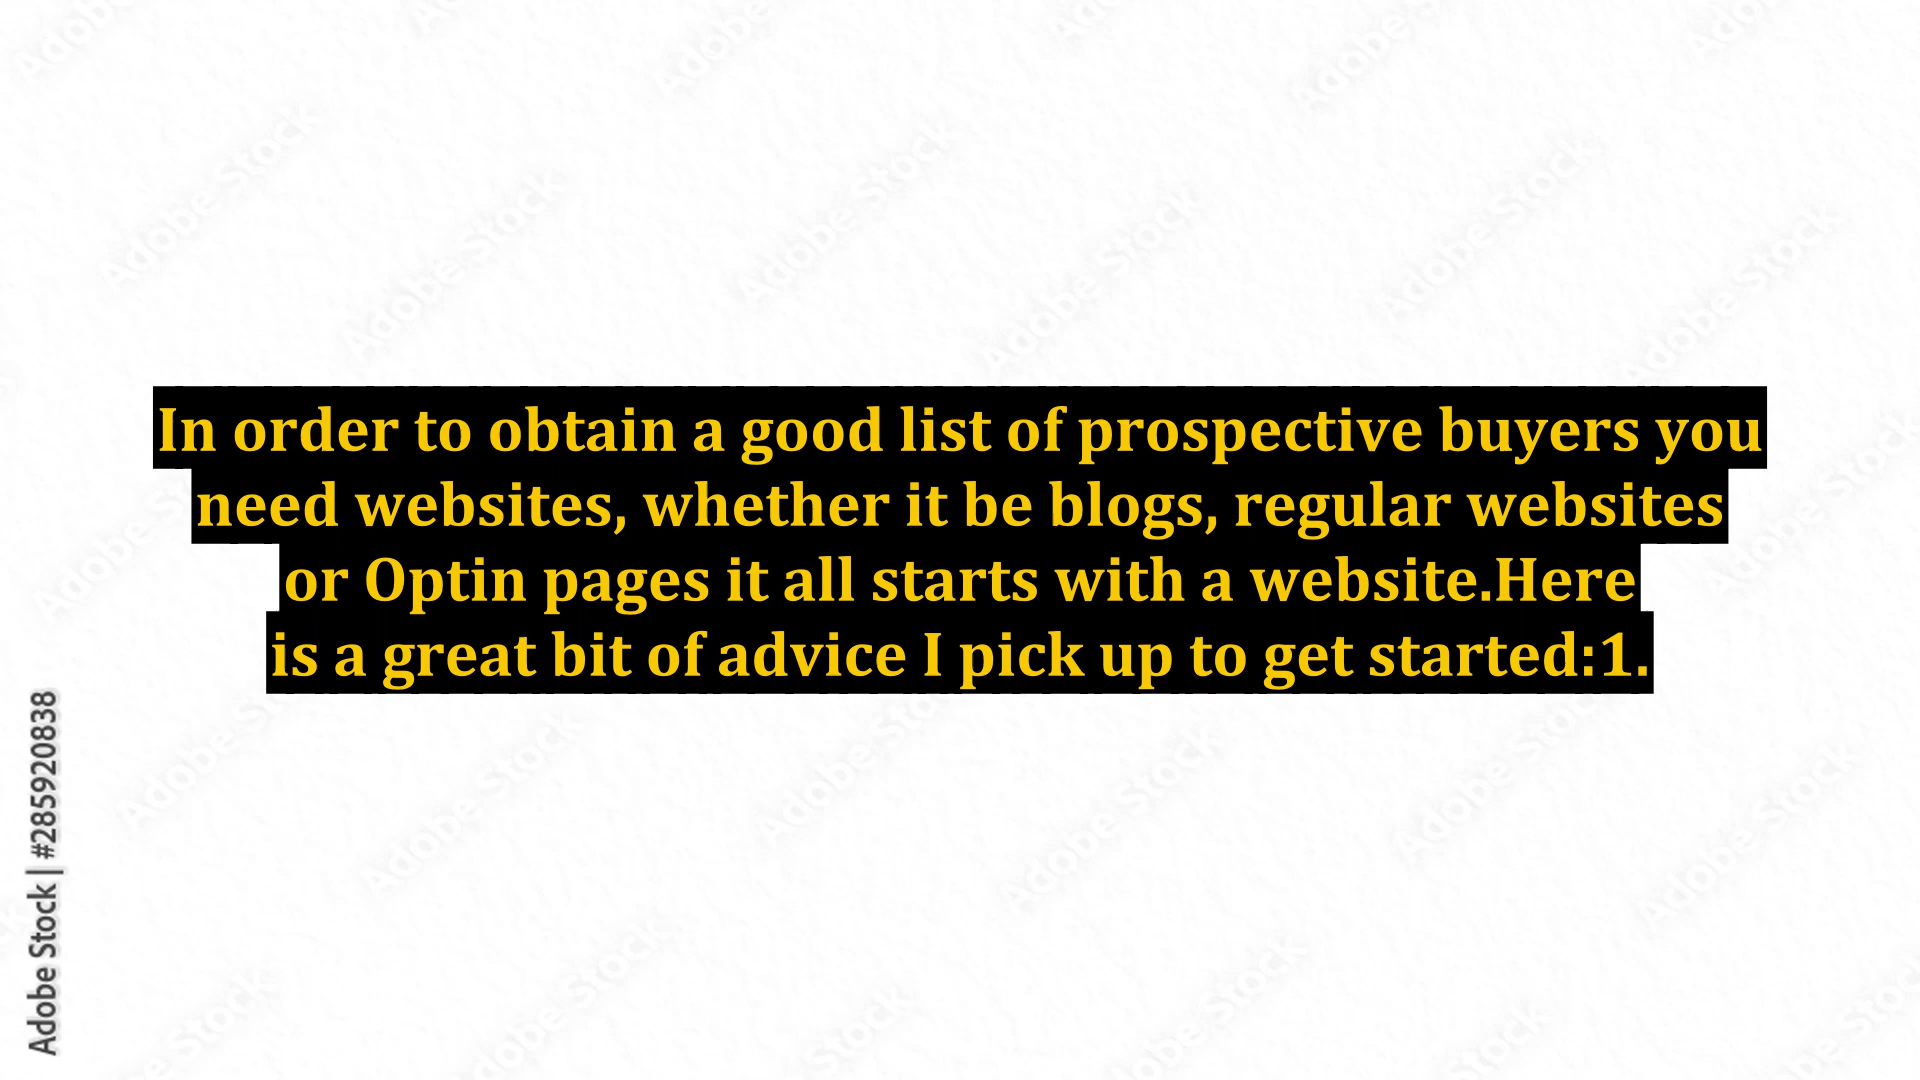 In order to obtain a good list of prospective buyers you
need websites, whether it be blogs, regular websites
or Optin pages it all starts with a website.Here
is a great bit of advice I pick up to get started:1.
Adobe Stock | #285920838